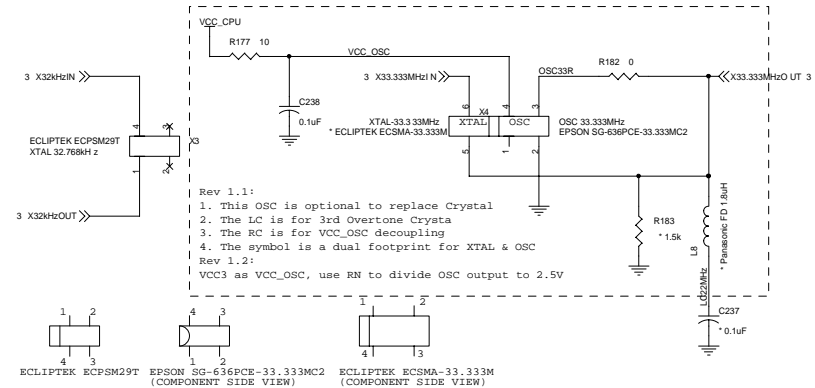 VCC_CPU
R177 10
VCC_OSC
3 X32kHzIN
3 X33.333MHzI N
OSC33R
R182 0
X33.333MHzO UT 3
C238
0.1uF
4
3
X3
ECLIPTEK ECPSM29T
XTAL 32.768kH z
1
2
6
4
3
X4
XTAL-33.3 33MHz
* ECLIPTEK ECSMA-33.333M
XTAL
OSC
OSC 33.333MHz
EPSON SG-636PCE-33.333MC2
5
1
2
3 X32kHzOUT
Rev 1.1:
1. This OSC is optional to replace Crystal
2. The LC is for 3rd Overtone Crysta
3. The RC is for VCC_OSC decoupling
4. The symbol is a dual footprint for XTAL & OSC
Rev 1.2:
VCC3 as VCC_OSC, use RN to divide OSC output to 2.5V
R183
* 1.5k
L8
* Panasonic FD 1.8uH
LC22MHz
C237
* 0.1uF
1 2
4 3
ECLIPTEK ECPSM29T
4 3
1 2
EPSON SG-636PCE-33.333MC2
(COMPONENT SIDE VIEW)
1 2
4 3
ECLIPTEK ECSMA-33.333M
(COMPONENT SIDE VIEW)